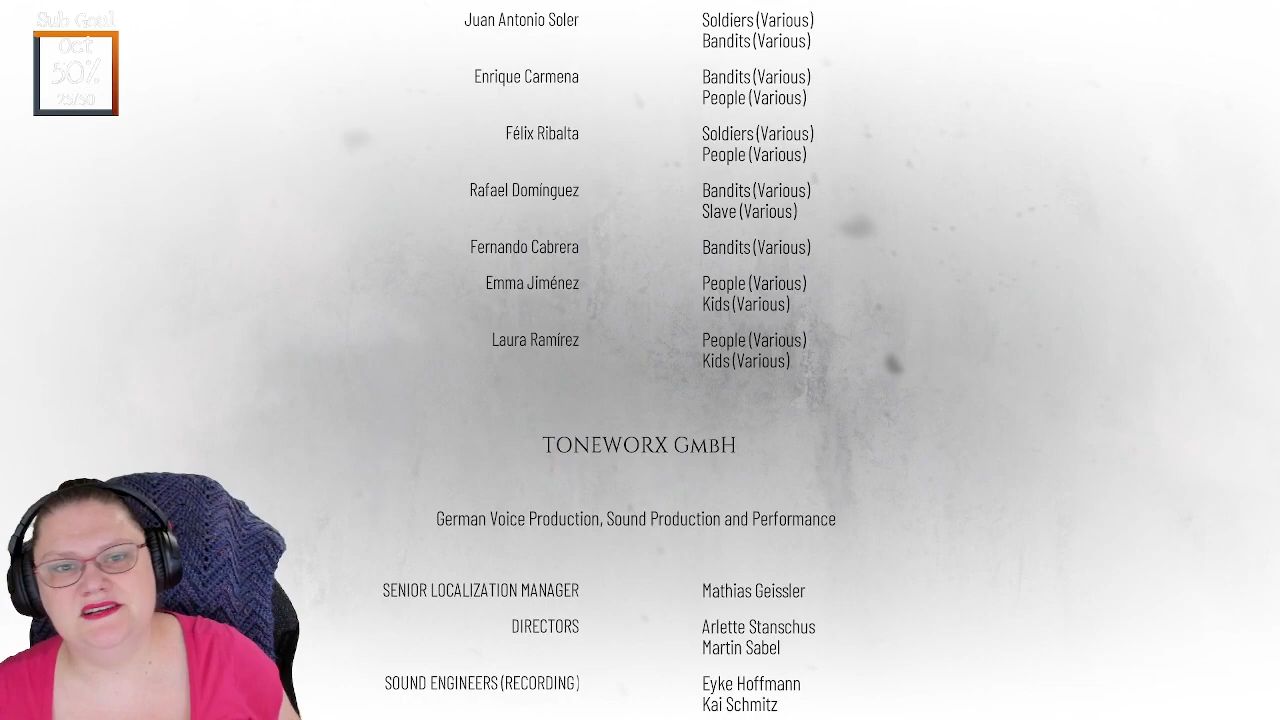 Sub Goal
Oct
50%
25/50
Juan Antonio Soler Soldiers (Various)
Bandits (Various)
Enrique Carmena Bandits (Various)
People (Various)
Félix Ribalta Soldiers (Various)
People (Various)
Rafael Domínguez Bandits (Various)
Slave (Various)
Fernando Cabrera Bandits (Various)
Emma Jiménez People (Various)
Kids (Various)
Laura Ramírez People (Various)
Kids (Various)
TONEWORX GmbH
German Voice Production, Sound Production and Performance
SENIOR LOCALIZATION MANAGER Mathias Geissler
DIRECTORS Arlette Stanschus
Martin Sabel
SOUND ENGINEERS (RECORDING) Eyke Hoffmann
Kai Schmitz